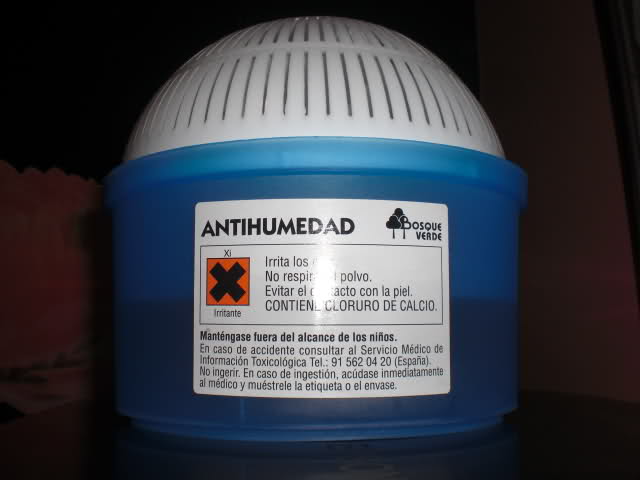 ANTIHUMEDAD
BOSQUE
VERDE
Xi
Irritante
Irrita los
No respirar polvo.
Evitar el contacto con la piel.
CONTIENE CLORURO DE CALCIO.
Manténgase fuera del alcance de los niños.
En caso de accidente consultar al Servicio Médico de
Información Toxicológica Tel.: 91 562 04 20 (España).
No ingerir. En caso de ingestión, acúdase inmediatamente
al médico y muéstrele la etiqueta o el envase.